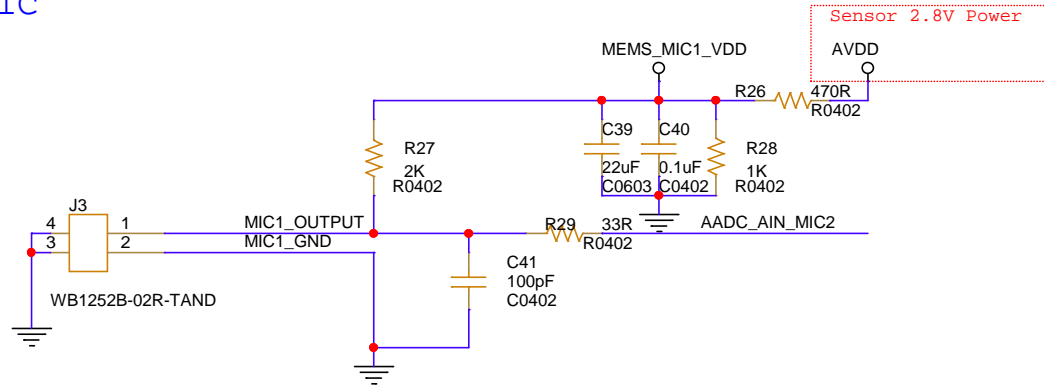 IC
Sensor 2.8V Power
MEMS_MIC1_VDD
AVDD
R26
470R
R0402
C39
C40
R27
2K
R0402
22uF
C0603
0.1uF
C0402
R28
1K
R0402
J3
4
3
1
2
MIC1_OUTPUT
MIC1_GND
R29
33R
R0402
AADC_AIN_MIC2
C41
100pF
C0402
WB1252B-02R-TAND